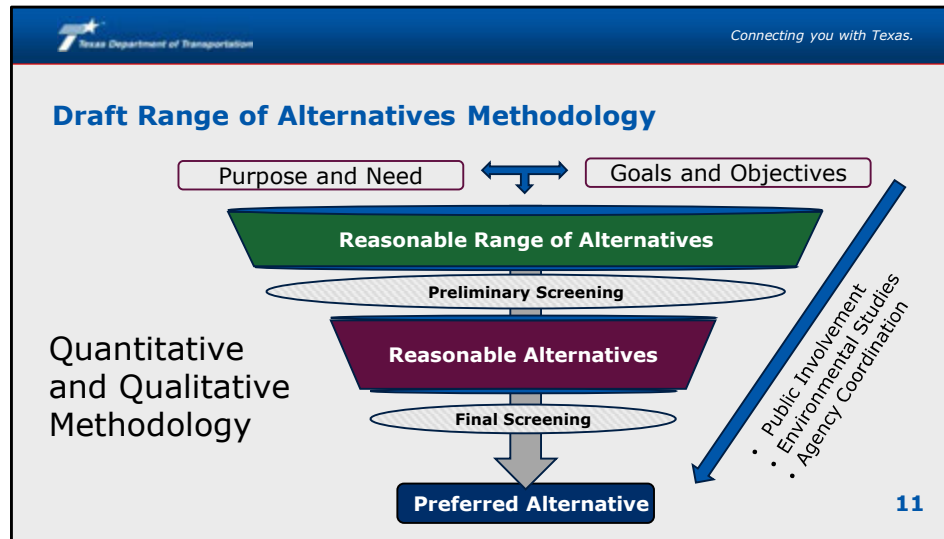 Texas Department of Transportation
Connecting you with Texas.
Draft Range of Alternatives Methodology
Purpose and Need
Goals and Objectives
Reasonable Range of Alternatives
Preliminary Screening
Reasonable Alternatives
Final Screening
Preferred Alternative
Quantitative
and Qualitative
Methodology
• Public Involvement
• Environmental Studies
• Agency Coordination
11